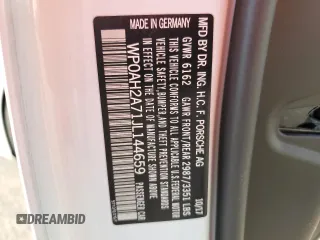 MADE IN GERMANY
MFD BY DR. ING. H.C. F. PORSCHE AG 10/17
GVWR 6162 GAWR FRONT/REAR 2987/3351 LBS
THIS VEHICLE CONFORMS TO ALL APPLICABLE U.S. FEDERAL MOTOR
VEHICLE SAFETY, BUMPER, AND THEFT PREVENTION STANDARDS
IN EFFECT ON THE DATE OF MANUFACTURE SHOWN ABOVE
WP0AH2A71JL144659 PASSENGER CAR
DREAMBID